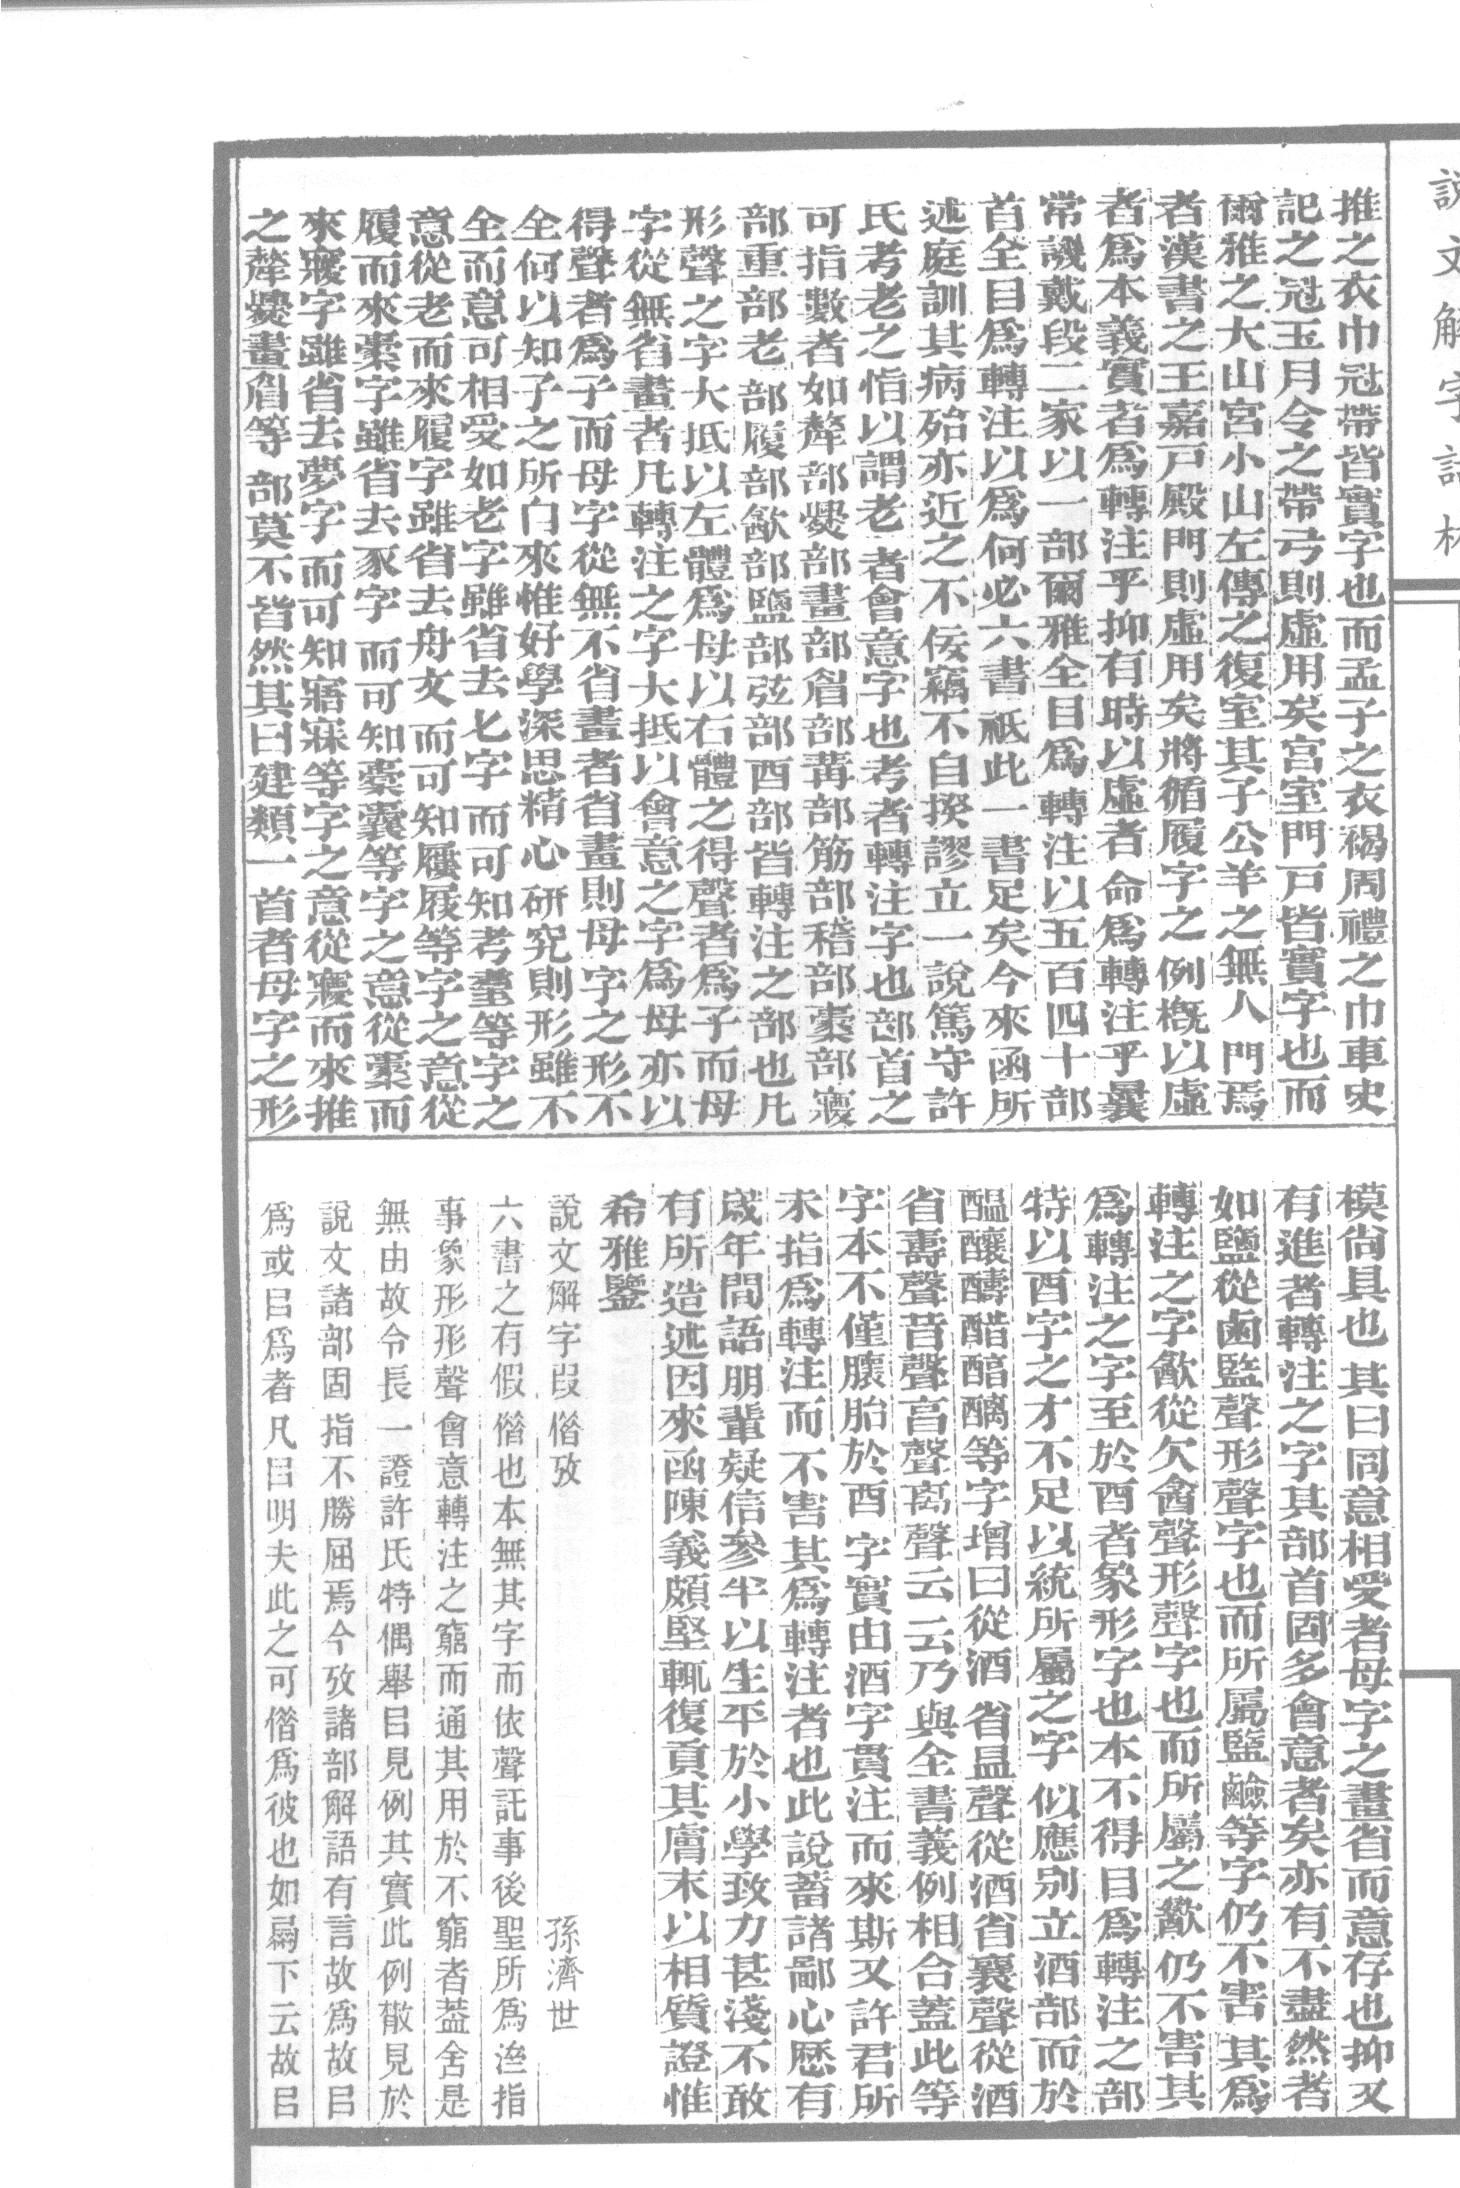 說文解字詁林
推之衣巾冠帶皆實字也而孟子之衣褐周禮之巾車史
記之冠玉月令之帶弓則虛用矣宮室門戸皆實字也而
爾雅之大山宮小山左傳之復室其子公羊之無人門焉
者漢書之王嘉戸殿門則虛用矣將循履字之例概以虛
者爲本義實者爲轉注乎抑有時以虛者命爲轉注乎曩
常譏戴段二家以一部爾雅全目爲轉注以五百四十部
首全目爲轉注以爲何必六書祇此一書足矣今來函所
述庭訓其病殆亦近之不佞竊不自揆謬立一說篤守許
氏考老之恉以謂老者會意字也考者轉注字也部首之
可指數者如犛部爨部畫部眉部冓部筋部稽部橐部㝱
部重部老部履部㱃部鹽部弦部酉部皆轉注之部也凡
形聲之字大抵以左體爲母以右體之得聲者爲子而母
字從無省畫者凡轉注之字大抵以會意之字爲母亦以
得聲者爲子而母字從無不省畫者省畫則母字之形不
全何以知子之所自來惟好學深思精心研究則形雖不
全而意可相受如老字雖省去匕字而可知考耋等字之
意從老而來履字雖省去舟夂而可知屨屐等字之意從
履而來橐字雖省去豕字而可知櫜囊等字之意從橐而
來㝱字雖省去夢字而可知寤寐等字之意從㝱而來推
之犛爨畫眉等部莫不皆然其曰建類一首者母字之形
模尙具也其曰同意相受者母字之畫省而意存也抑又
有進者轉注之字其部首固多會意者矣亦有不盡然者
如鹽從鹵監聲形聲字也而所屬鹽鹼等字仍不害其爲
轉注之字㱃從欠酓聲形聲字也而所屬之歠仍不害其
爲轉注之字至於酉者象形字也本不得目爲轉注之部
特以酉字之才不足以統所屬之字似應別立酒部而於
醖釀醻醋醕醨等字增曰從酒省昷聲從酒省襄聲從酒
省壽聲昔聲𦎫聲离聲云云乃與全書義例相合蓋此等
字本不僅㬮胎於酉字實由酒字貫注而來斯又許君所
未指爲轉注而不害其爲轉注者也此說蓄諸鄙心歷有
歲年間語朋輩疑信參半以生平於小學致力甚淺不敢
有所造述因來函陳義頗堅輒復貢其膚末以相質證惟
希雅鑒
說文解字叚借攷 孫濟世
六書之有假借也本無其字而依聲託事後聖所爲㳂指
事象形形聲會意轉注之窮而通其用於不窮者葢舍是
無由故令長一證許氏特偶舉㠯見例其實此例散見於
說文諸部固指不勝屈焉今攷諸部解語有言故爲故㠯
爲或㠯爲者凡㠯明夫此之可借爲彼也如𦐇下云故㠯